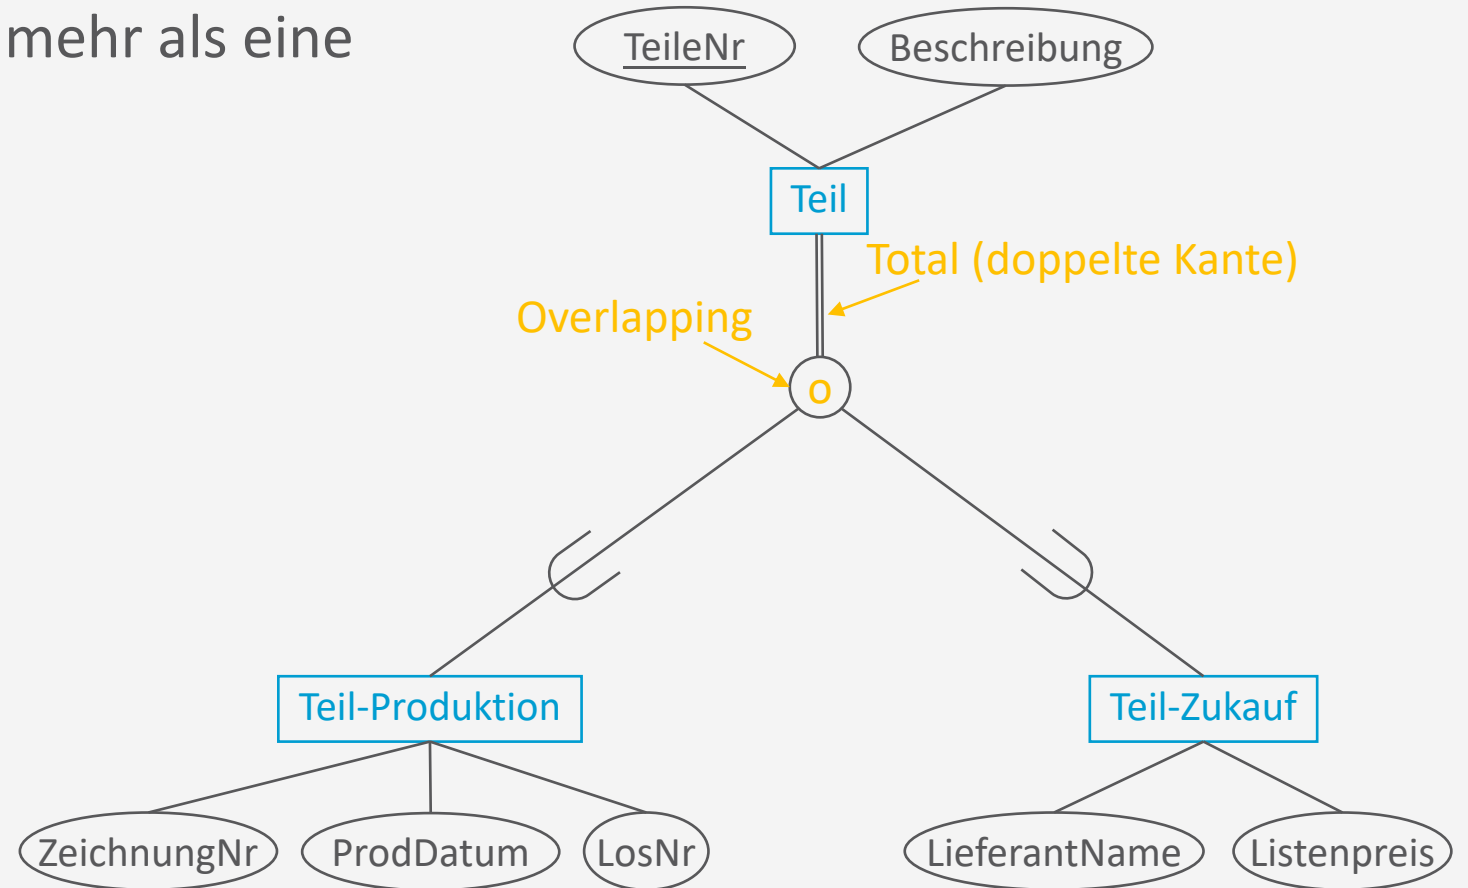 mehr als eine
TeileNr
Beschreibung
Teil
Total (doppelte Kante)
Overlapping
o
Teil-Produktion
Teil-Zukauf
ZeichnungNr
ProdDatum
LosNr
LieferantName
Listenpreis